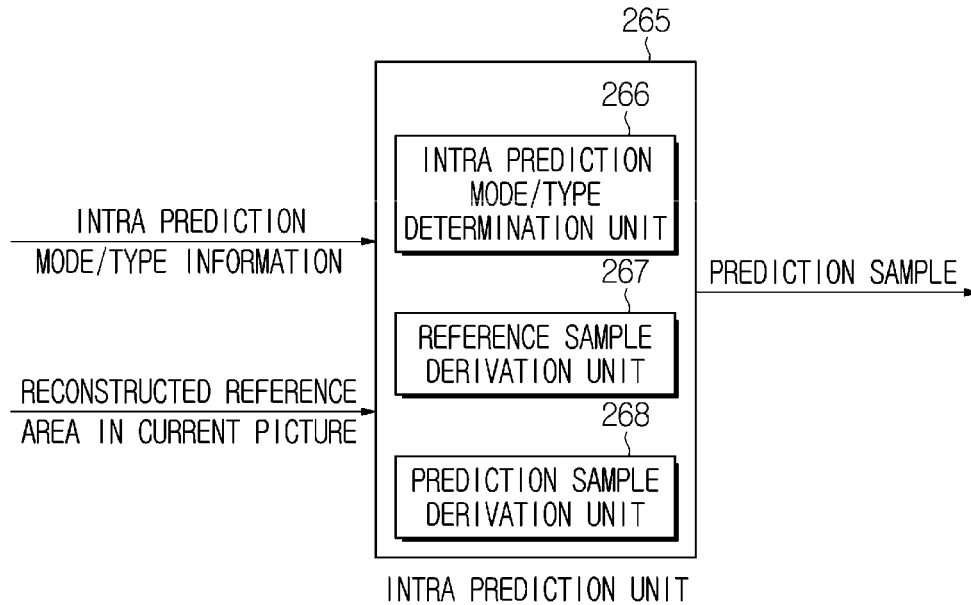 265
266
INTRA PREDICTION
MODE/TYPE
DETERMINATION UNIT
INTRA PREDICTION
MODE/TYPE INFORMATION
PREDICTION SAMPLE
267
REFERENCE SAMPLE
DERIVATION UNIT
RECONSTRUCTED REFERENCE
AREA IN CURRENT PICTURE
268
PREDICTION SAMPLE
DERIVATION UNIT
INTRA PREDICTION UNIT